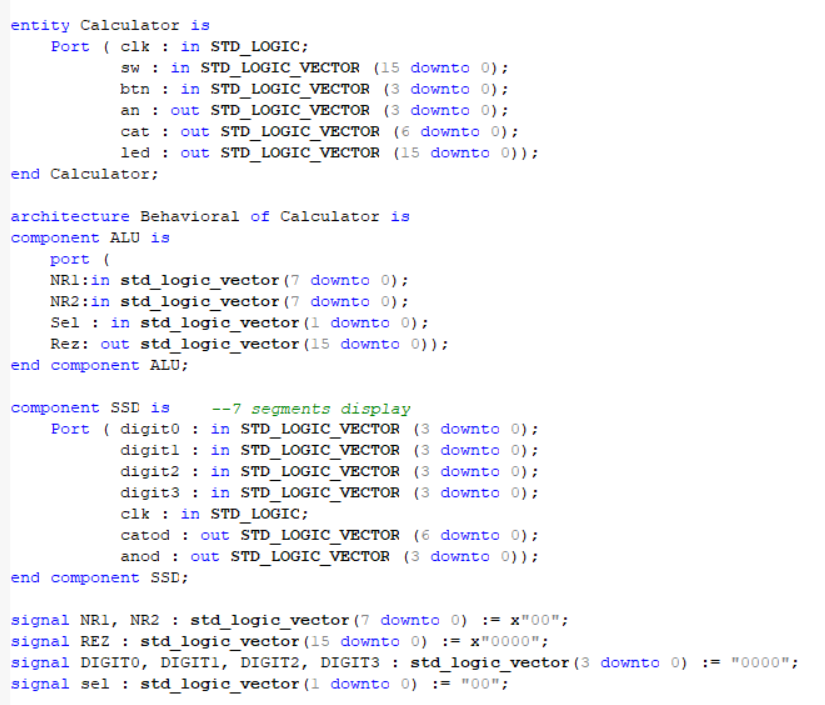 entity Calculator is
Port ( clk : in STD_LOGIC;
sw : in STD_LOGIC_VECTOR (15 downto 0);
btn : in STD_LOGIC_VECTOR (3 downto 0);
an : out STD_LOGIC_VECTOR (3 downto 0);
cat : out STD_LOGIC_VECTOR (6 downto 0);
led : out STD_LOGIC_VECTOR (15 downto 0));
end Calculator;
architecture Behavioral of Calculator is
component ALU is
port (
NR1:in std_logic_vector(7 downto 0);
NR2:in std_logic_vector(7 downto 0);
Sel : in std_logic_vector(1 downto 0);
Rez: out std_logic_vector(15 downto 0));
end component ALU;
component SSD is --7 segments display
Port ( digit0 : in STD_LOGIC_VECTOR (3 downto 0);
digit1 : in STD_LOGIC_VECTOR (3 downto 0);
digit2 : in STD_LOGIC_VECTOR (3 downto 0);
digit3 : in STD_LOGIC_VECTOR (3 downto 0);
clk : in STD_LOGIC;
catod : out STD_LOGIC_VECTOR (6 downto 0);
anod : out STD_LOGIC_VECTOR (3 downto 0));
end component SSD;
signal NR1, NR2 : std_logic_vector(7 downto 0) := x"00";
signal REZ : std_logic_vector(15 downto 0) := x"0000";
signal DIGIT0, DIGIT1, DIGIT2, DIGIT3 : std_logic_vector(3 downto 0) := "0000";
signal sel : std_logic_vector(1 downto 0) := "00";